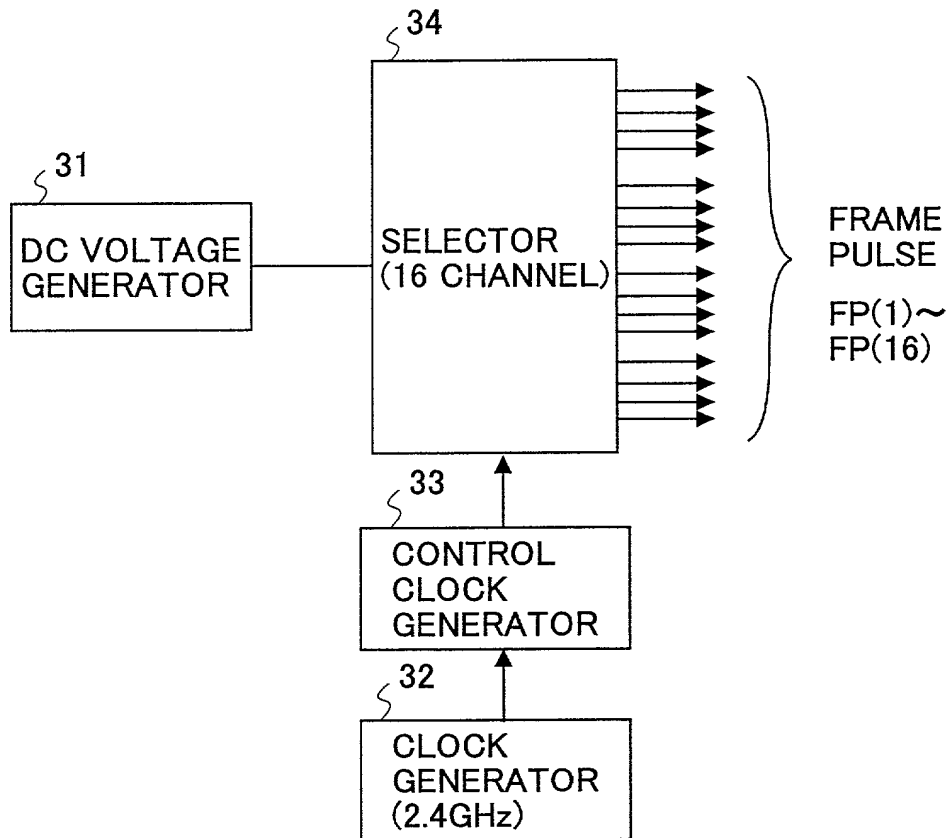 34
31
DC VOLTAGE
GENERATOR
SELECTOR
(16 CHANNEL)
FRAME
PULSE
FP(1)～
FP(16)
33
CONTROL
CLOCK
GENERATOR
32
CLOCK
GENERATOR
(2.4GHz)